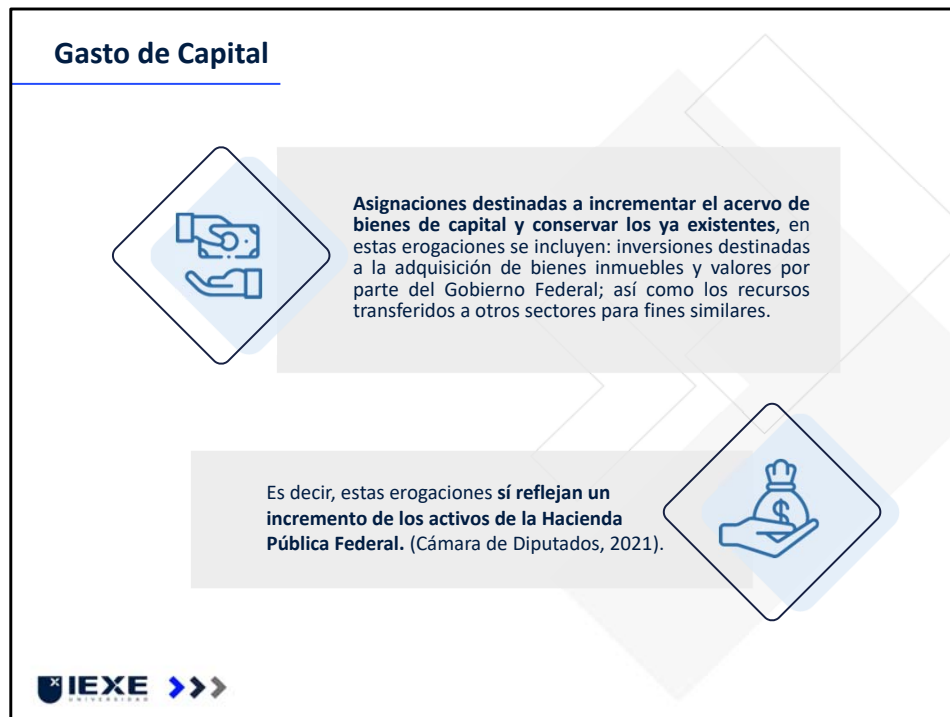 Gasto de Capital
Asignaciones destinadas a incrementar el acervo de
bienes de capital y conservar los ya existentes, en
estas erogaciones se incluyen: inversiones destinadas
a la adquisición de bienes inmuebles y valores por
parte del Gobierno Federal; así como los recursos
transferidos a otros sectores para fines similares.
Es decir, estas erogaciones sí reflejan un
incremento de los activos de la Hacienda
Pública Federal. (Cámara de Diputados, 2021).
$
IEXE
UNIVERSIDAD